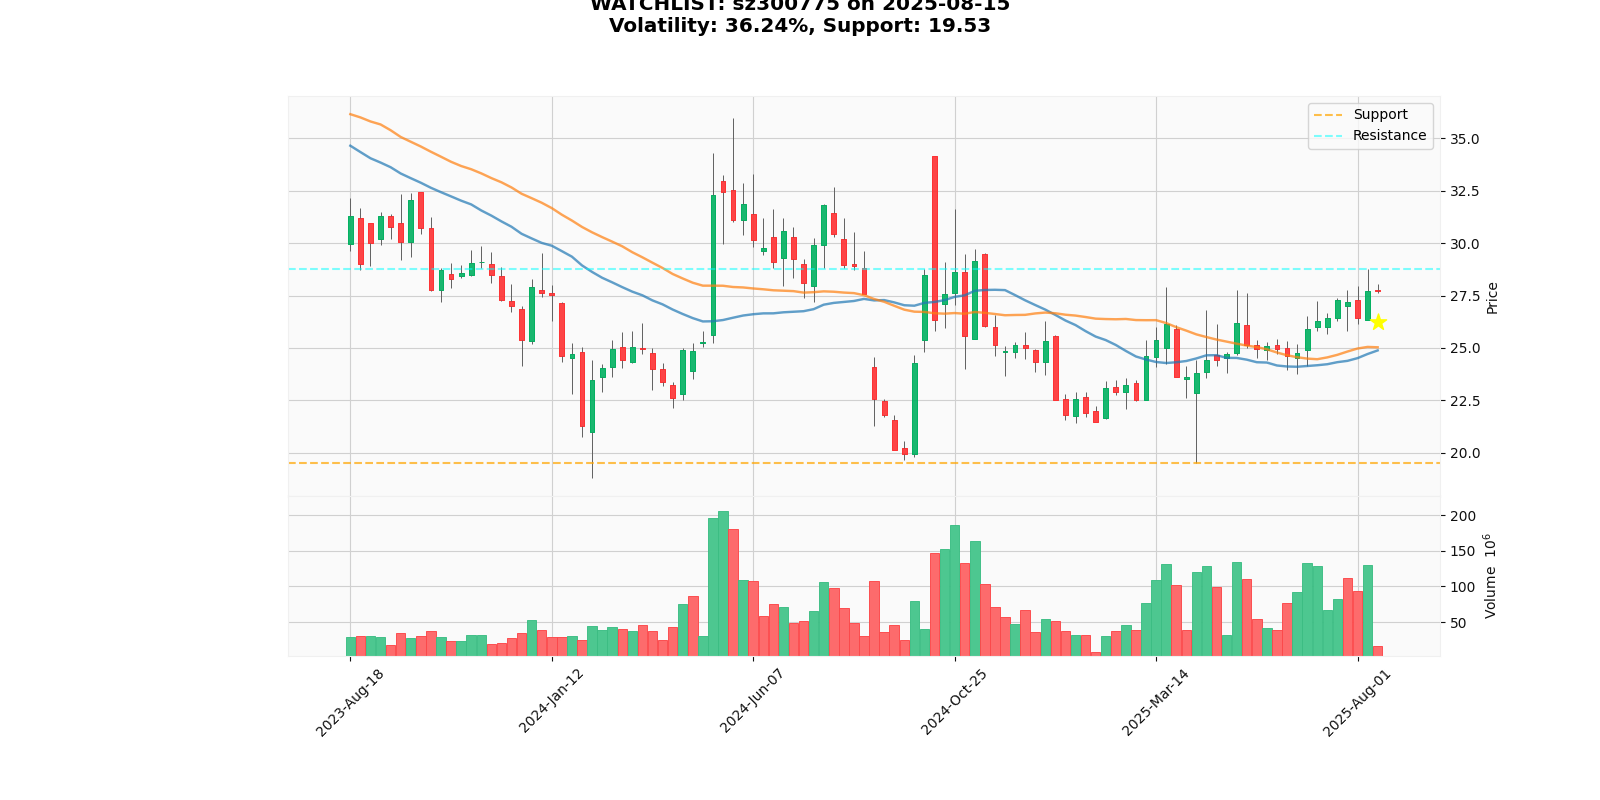 WATCHLIST: sz300775 on 2025-08-15
Volatility: 36.24%, Support: 19.53
Support
Resistance
35.0
32.5
30.0
27.5
25.0
22.5
20.0
Price
200
150
100
50
Volume 10⁶
2023-Aug-18
2024-Jan-12
2024-Jun-07
2024-Oct-25
2025-Mar-14
2025-Aug-01